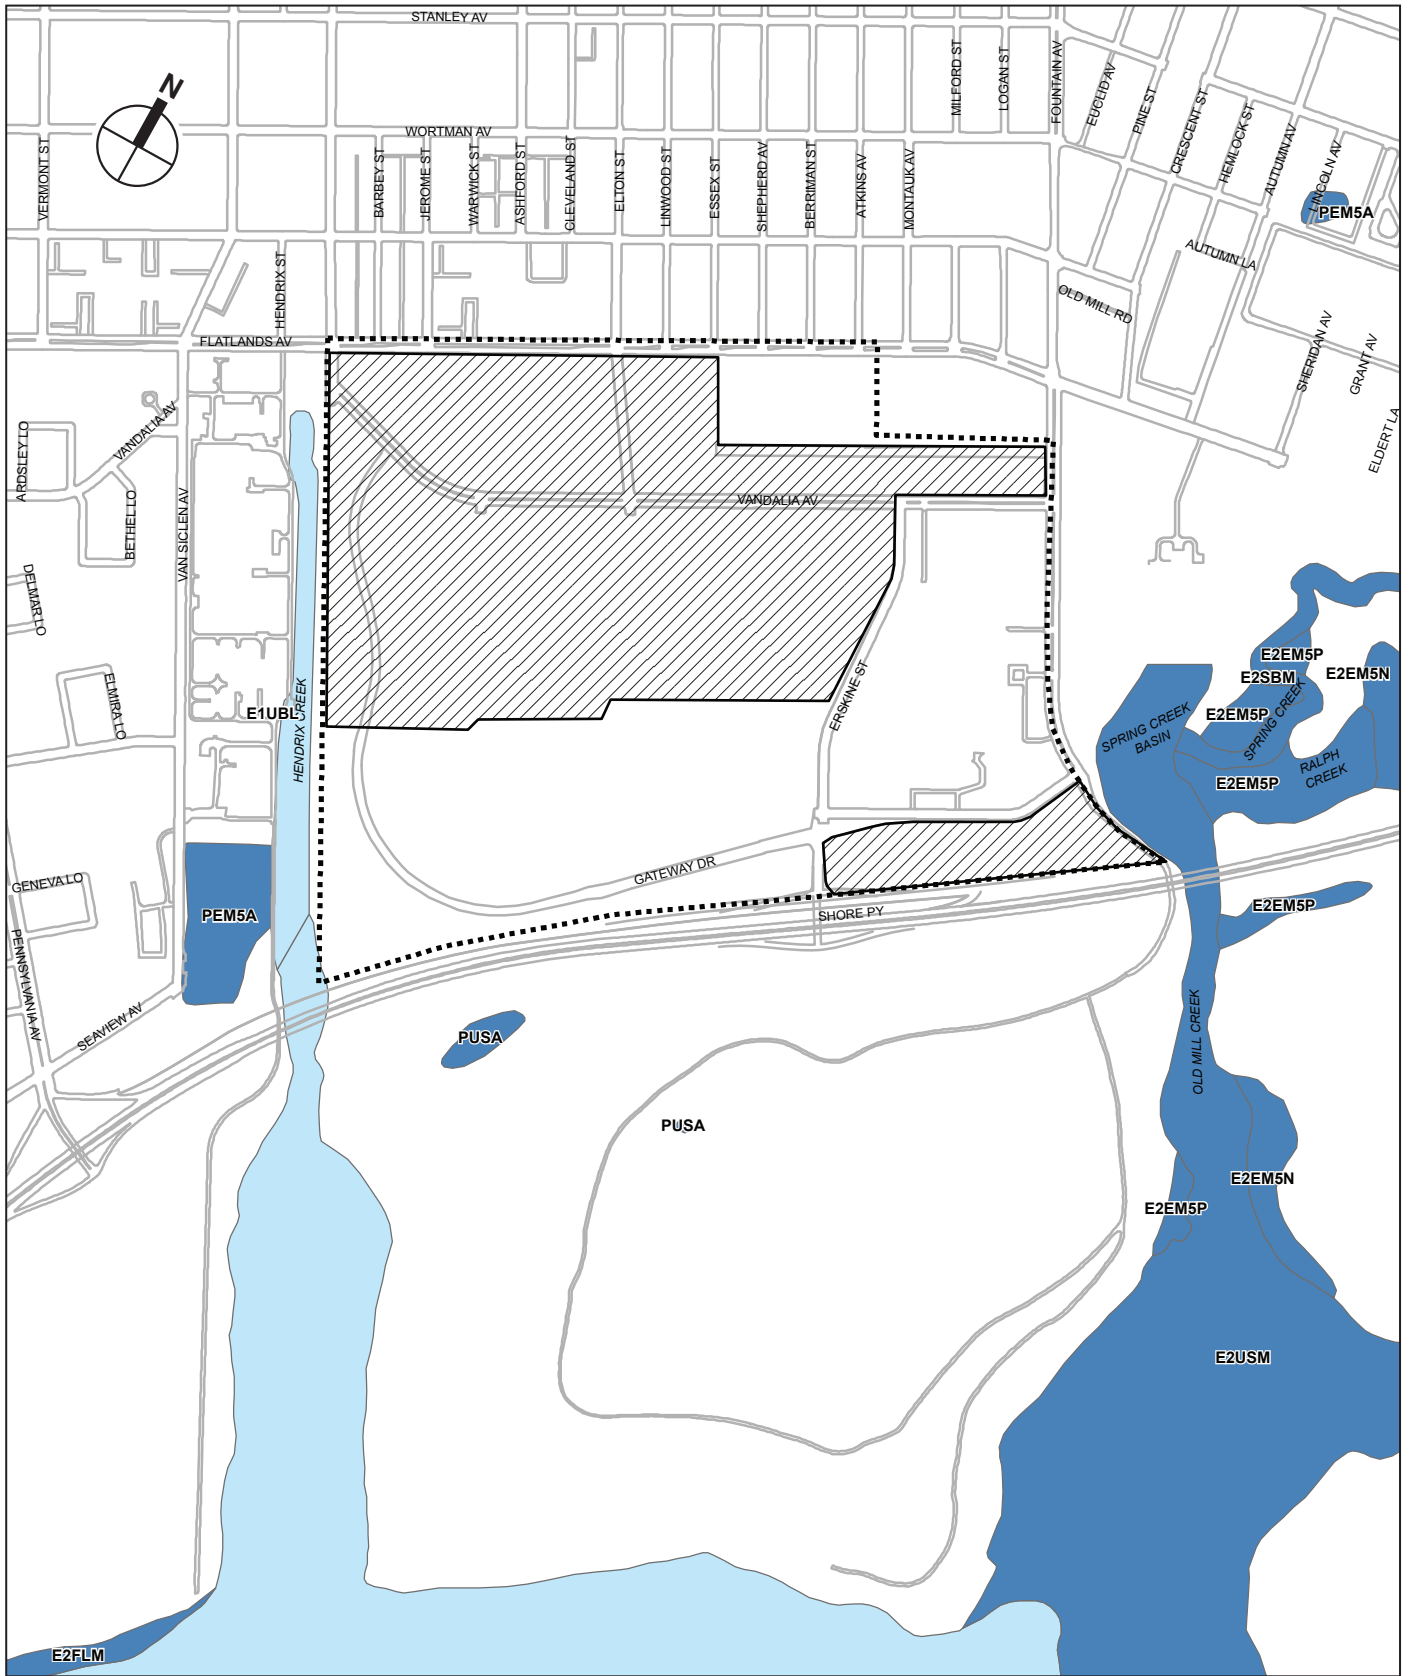 STANLEY AV
N
MILFORD ST
LOGAN ST
FOUNTAIN AV
EUCLID AV
PINE ST
CRESCENT ST
HEMLOCK ST
AUTUMN AV
LINCOLN AV
PEM5A
WORTMAN AV
VERMONT ST
BARBEY ST
JEROME ST
WARWICK ST
ASHFORD ST
CLEVELAND ST
ELTON ST
LINWOOD ST
ESSEX ST
SHEPHERD AV
BERRIMAN ST
ATKINS AV
MONTAUK AV
AUTUMN LA
OLD MILL RD
HENDRIX ST
FLATLANDS AV
SHERIDAN AV
GRANT AV
ELDERT LA
VANDALIA AV
ARDSLEY LO
BETHEL LO
VAN SICLEN AV
VANDALIA AV
DELMAR LO
ELMIRA LO
E1UBL
HENDRIX CREEK
ERSKINE ST
E2EM5P
E2SBM
E2EM5N
E2EM5P
SPRING CREEK
SPRING CREEK
BASIN
RALPH
CREEK
E2EM5P
GATEWAY DR
GENEVA LO
PEM5A
SHORE PY
E2EM5P
PENNSYLVANIA AV
SEAVIEW AV
PUSA
OLD MILL CREEK
PUSA
E2EM5N
E2EM5P
E2USM
E2FLM